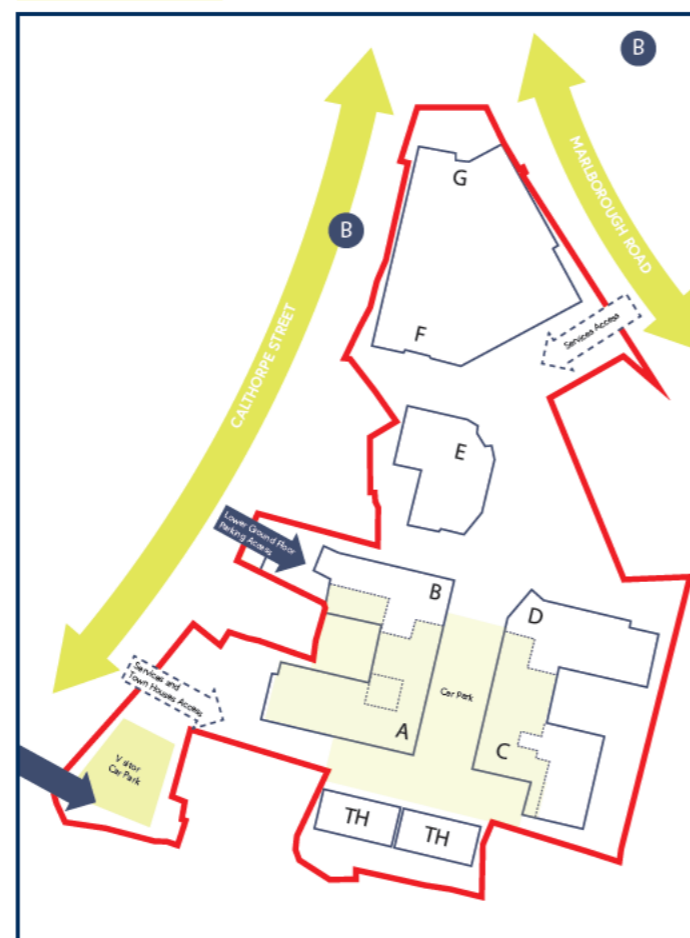 B
MARLBOROUGH ROAD
G
B
CALTHORPE STREET
Services Access
F
E
Lower Ground Floor
Parking Access
B
D
Services and
Town Houses Access
Car Park
A
C
Visitor
Car Park
TH
TH